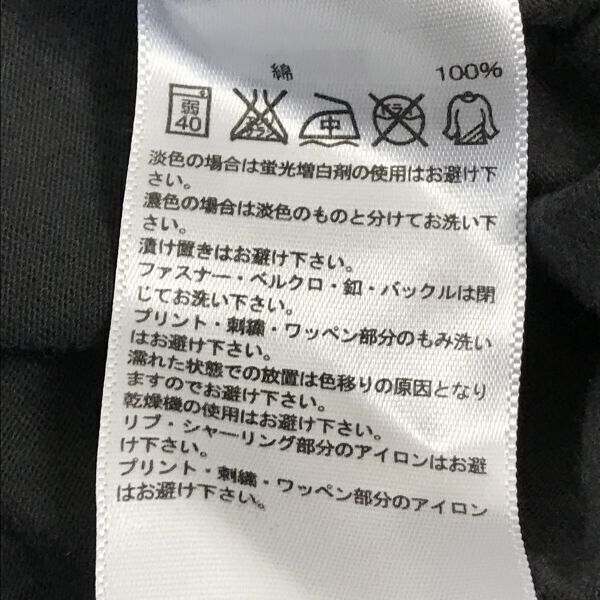 綿 100%
弱 40 エンソ 中 ドライ
淡色の場合は蛍光増白剤の使用はお避け下
さい。
濃色の場合は淡色のものと分けてお洗い下
さい。
漬け置きはお避け下さい。
ファスナー・ベルクロ・釦・バックルは閉
じてお洗い下さい。
プリント・刺繍・ワッペン部分のもみ洗い
はお避け下さい。
濡れた状態での放置は色移りの原因となり
ますのでお避け下さい。
乾燥機の使用はお避け下さい。
リブ・シャーリング部分のアイロンはお避
け下さい。
プリント・刺繍・ワッペン部分のアイロン
はお避け下さい。